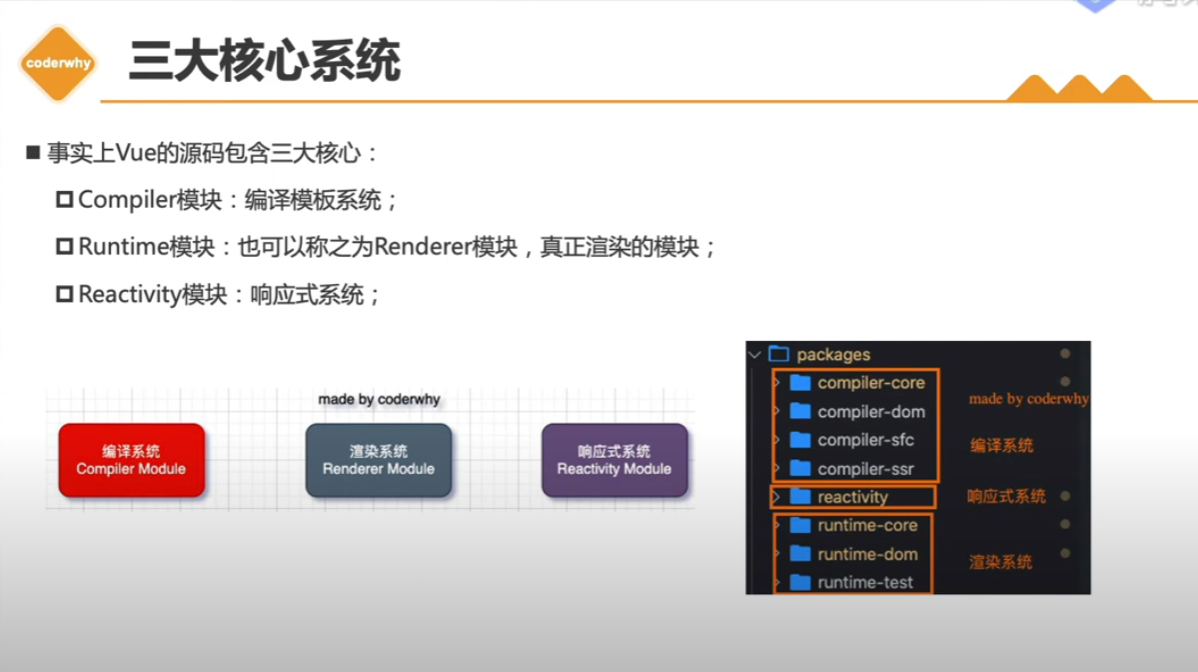 coderwhy
三大核心系统
事实上Vue的源码包含三大核心：
Compiler模块：编译模板系统；
Runtime模块：也可以称之为Renderer模块，真正渲染的模块；
Reactivity模块：响应式系统；
made by coderwhy
编译系统
Compiler Module
渲染系统
Renderer Module
响应式系统
Reactivity Module
packages
compiler-core
made by coderwhy
compiler-dom
compiler-sfc
编译系统
compiler-ssr
reactivity
响应式系统
runtime-core
runtime-dom
渲染系统
runtime-test